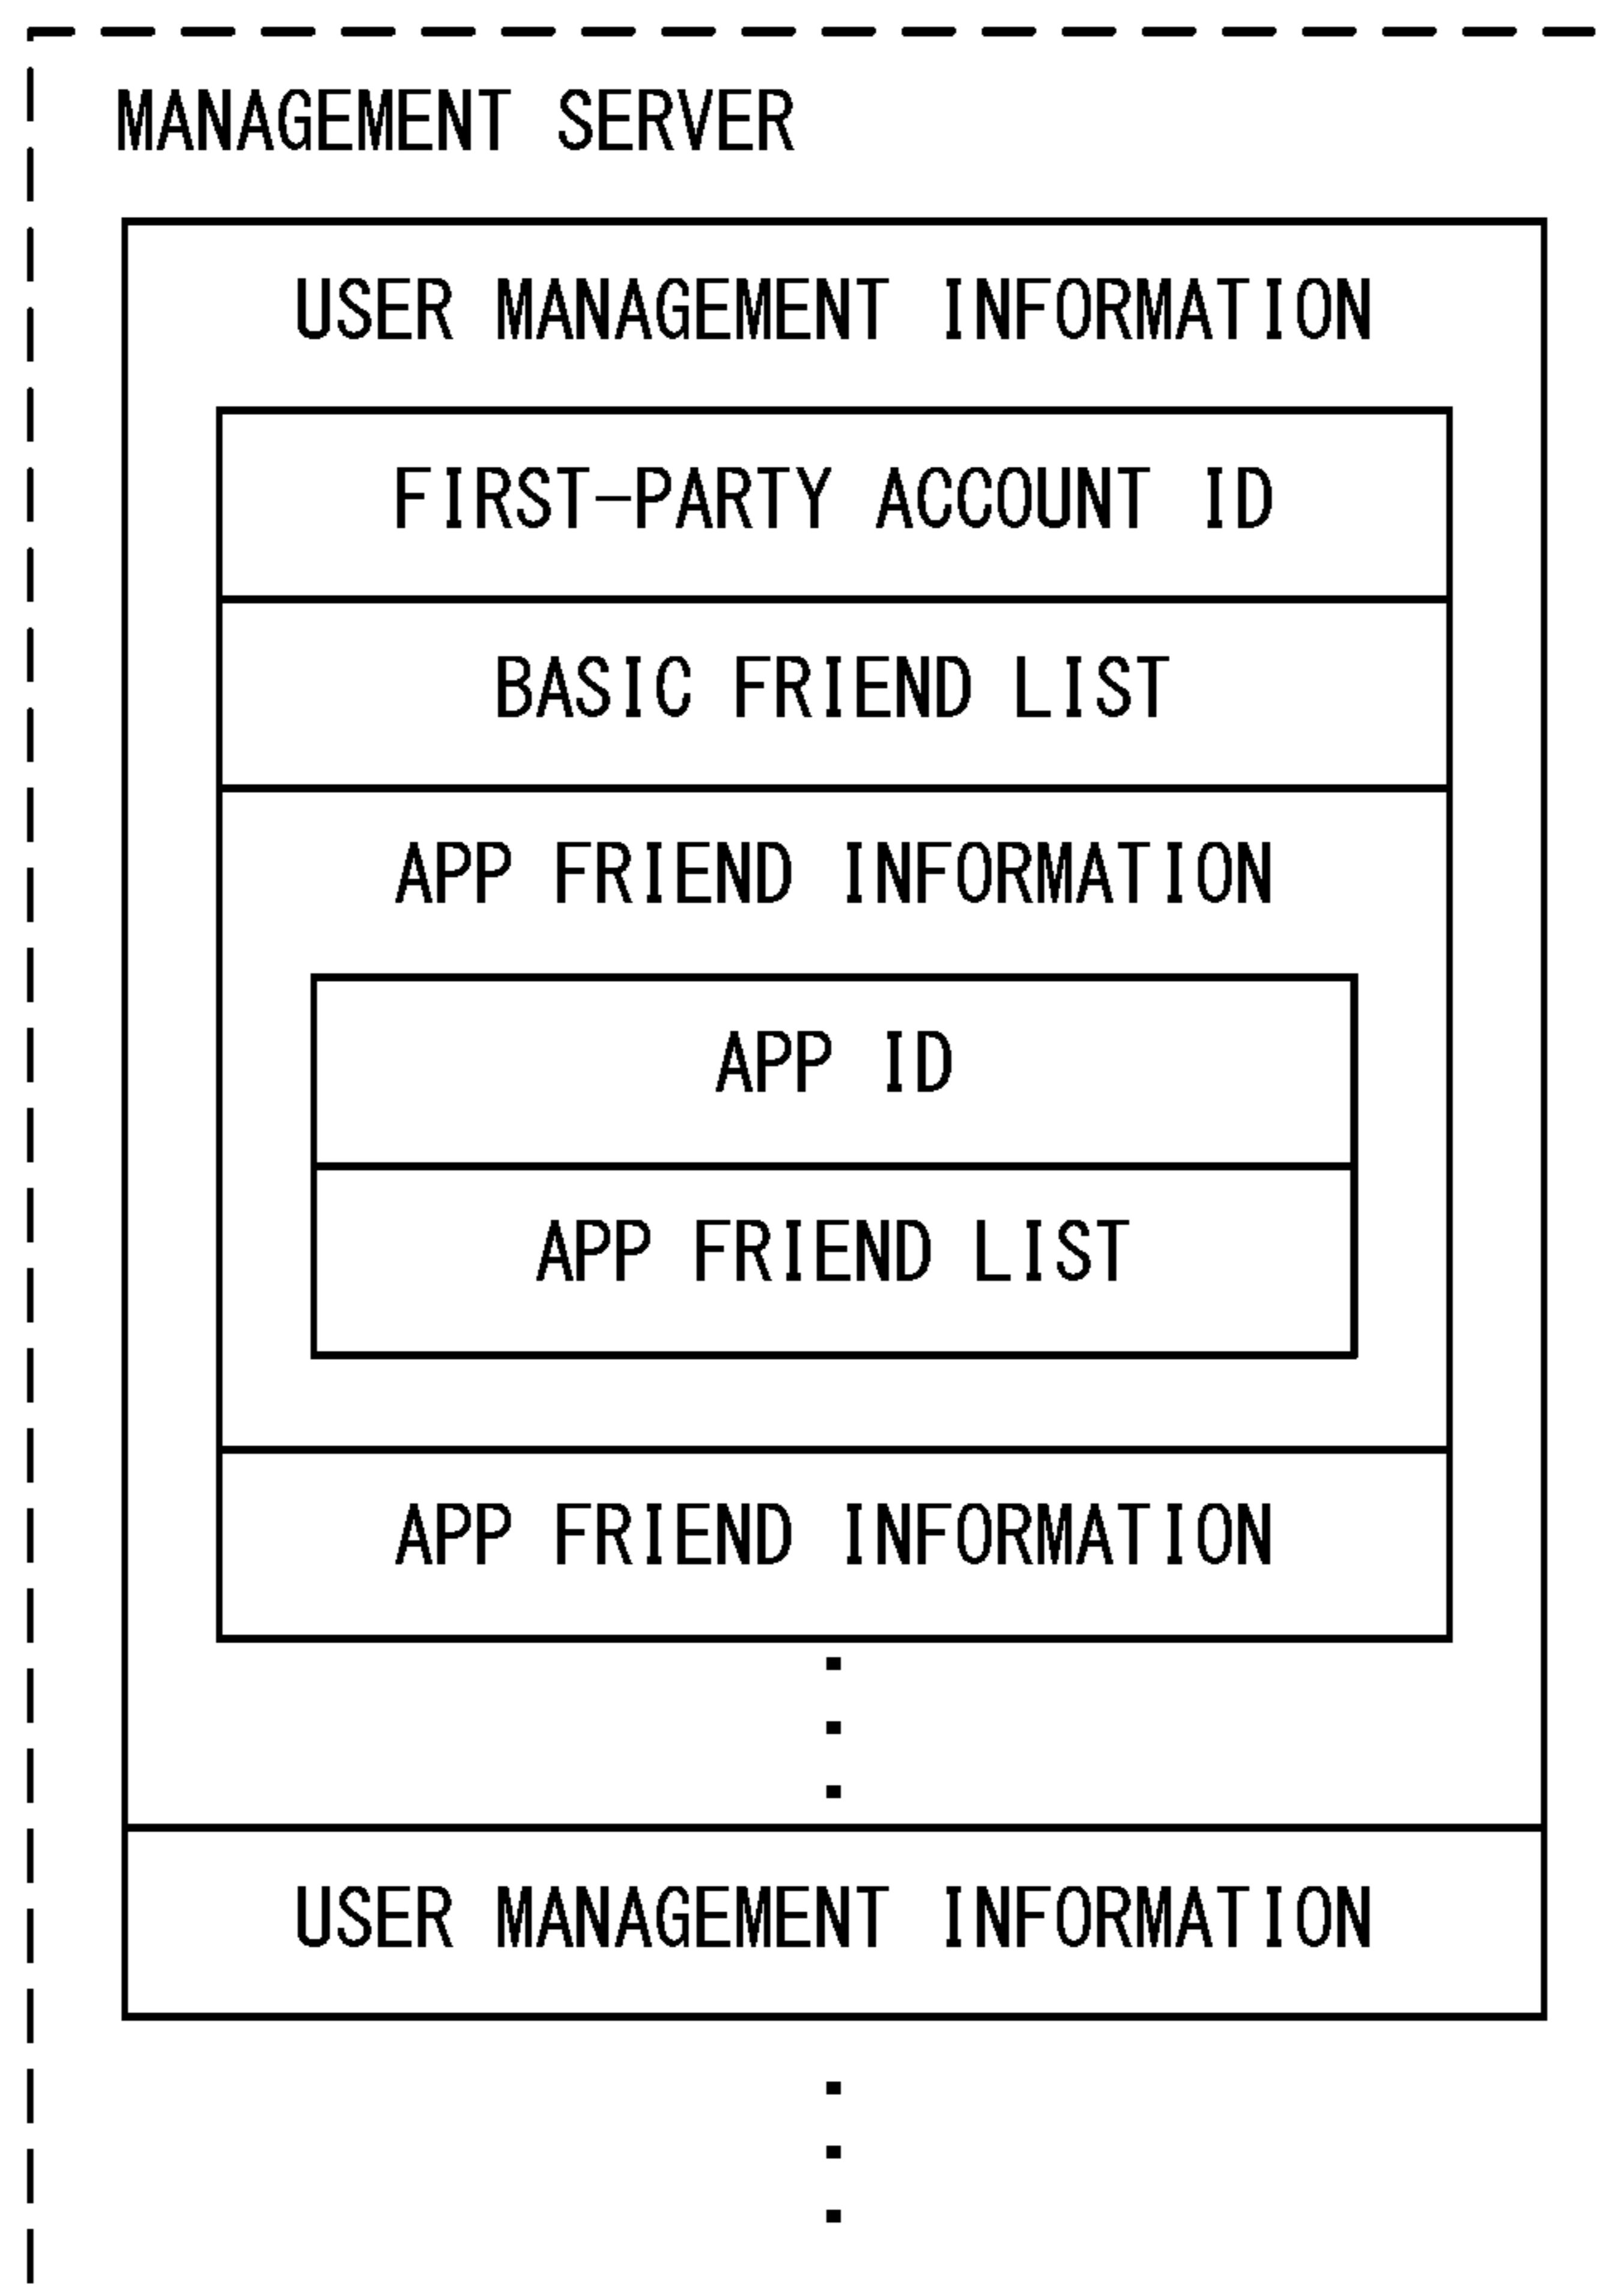 MANAGEMENT SERVER
USER MANAGEMENT INFORMATION
FIRST-PARTY ACCOUNT ID
BASIC FRIEND LIST
APP FRIEND INFORMATION
APP ID
APP FRIEND LIST
APP FRIEND INFORMATION
USER MANAGEMENT INFORMATION